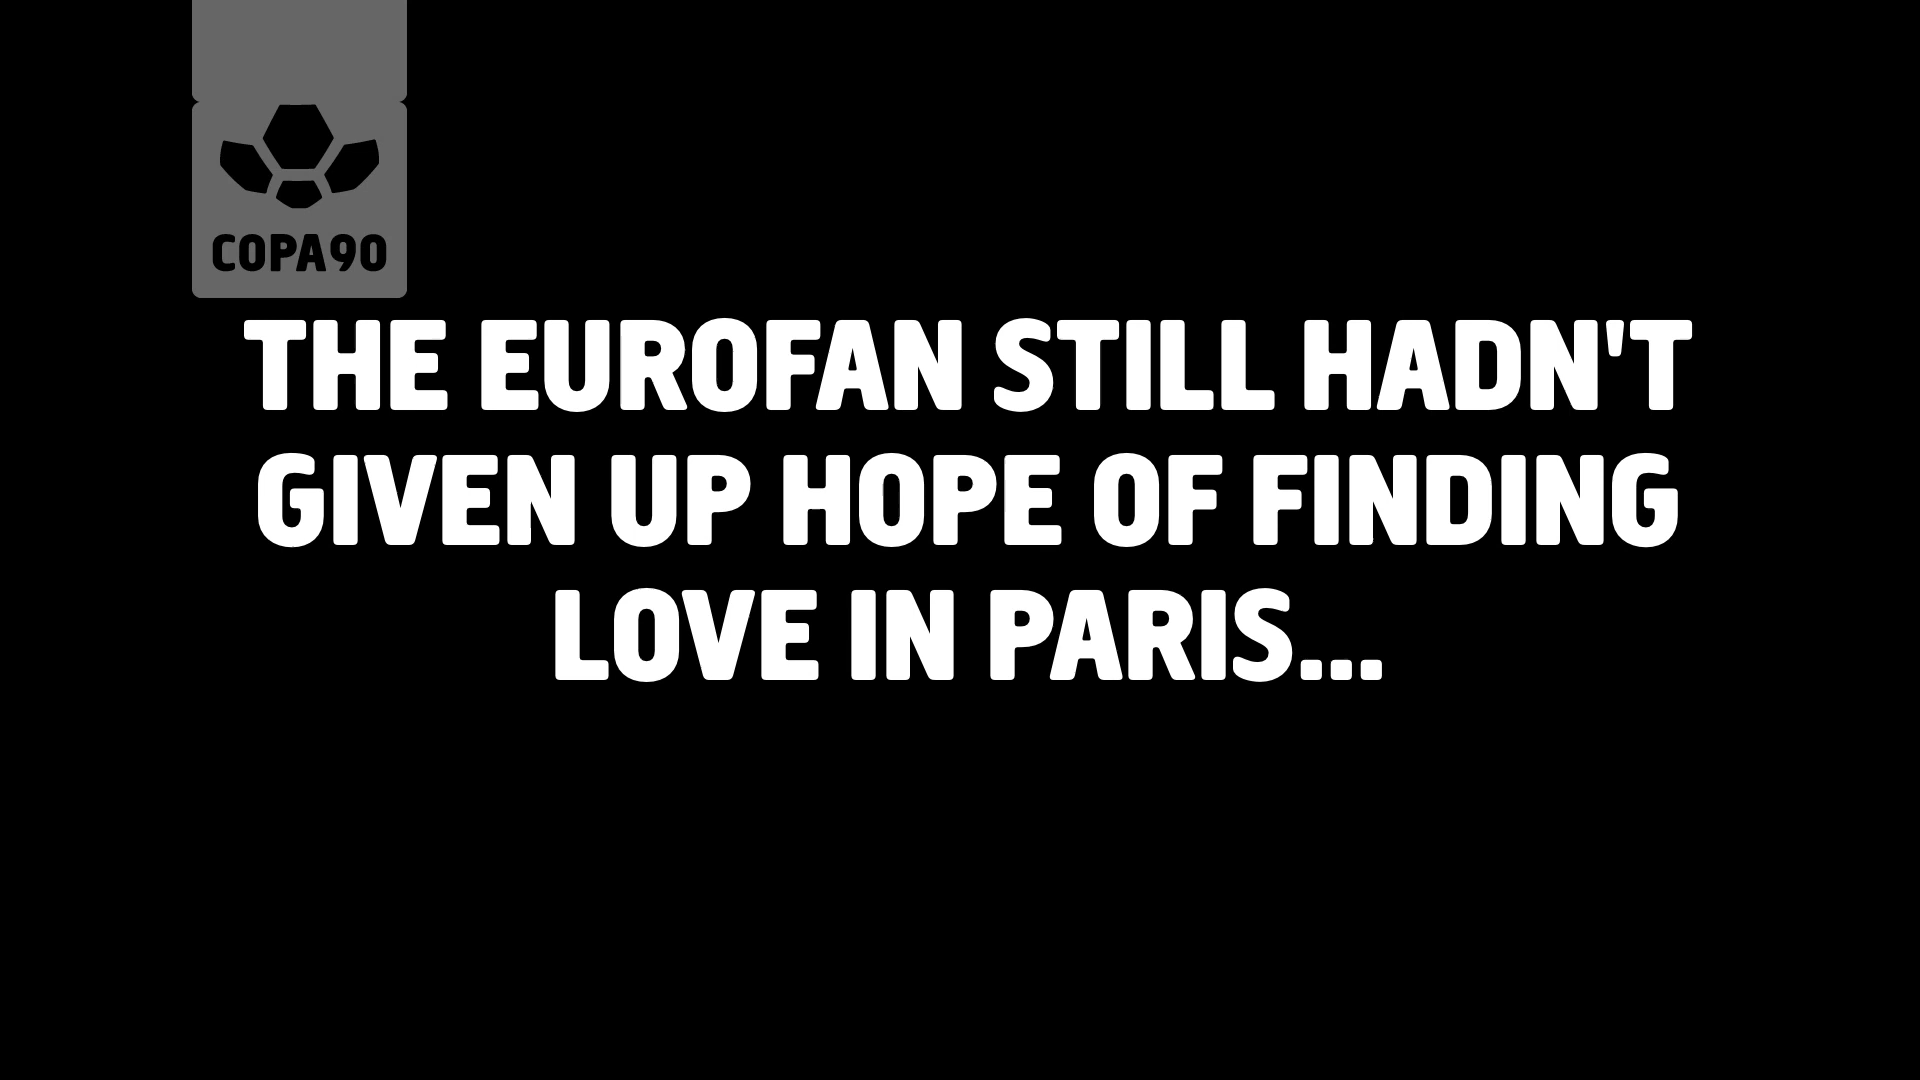 COPA90
THE EUROFAN STILL HADN'T
GIVEN UP HOPE OF FINDING
LOVE IN PARIS...